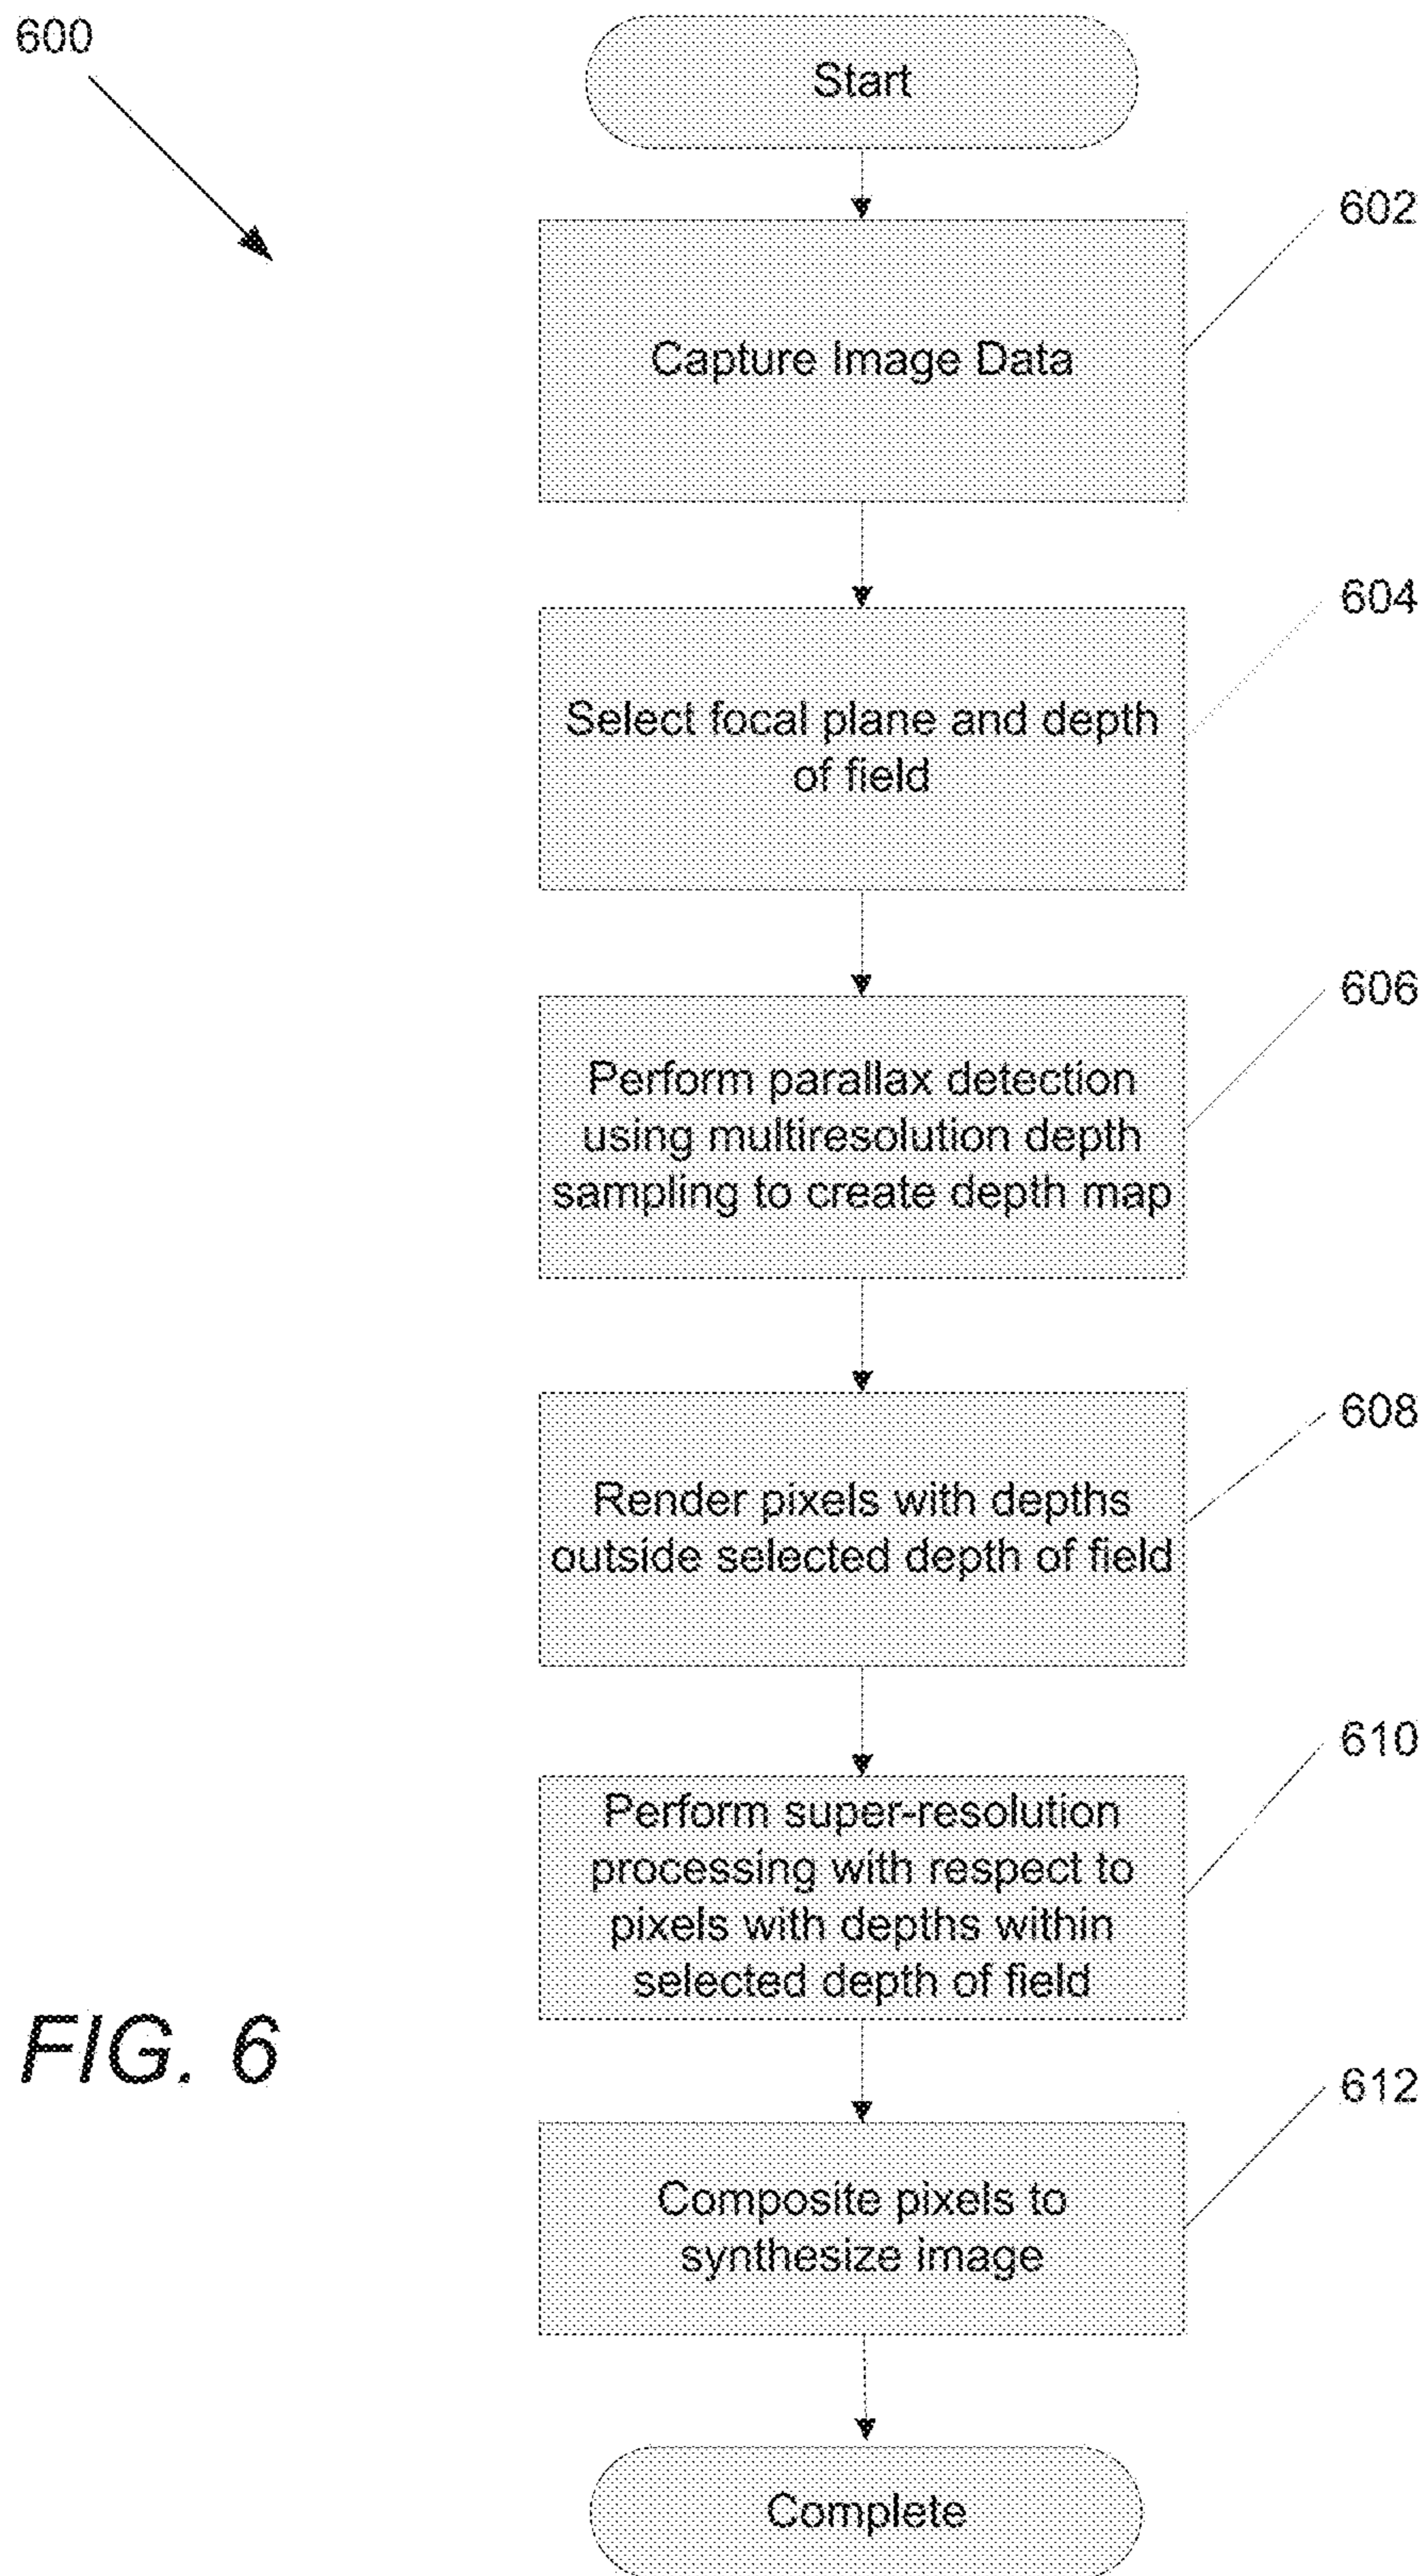 600
Start
602
Capture Image Data
604
Select focal plane and depth
of field
606
Perform parallax detection
using multiresolution depth
sampling to create depth map
608
Render pixels with depths
outside selected depth of field
610
Perform super-resolution
processing with respect to
pixels with depths within
selected depth of field
FIG. 6
612
Composite pixels to
synthesize image
Complete